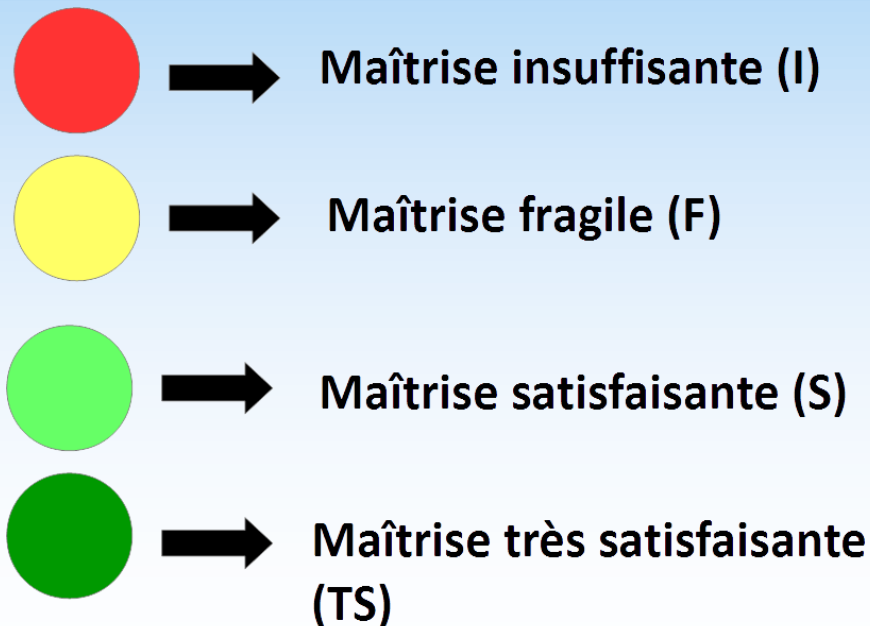 Maîtrise insuffisante (I)
Maîtrise fragile (F)
Maîtrise satisfaisante (S)
Maîtrise très satisfaisante
(TS)